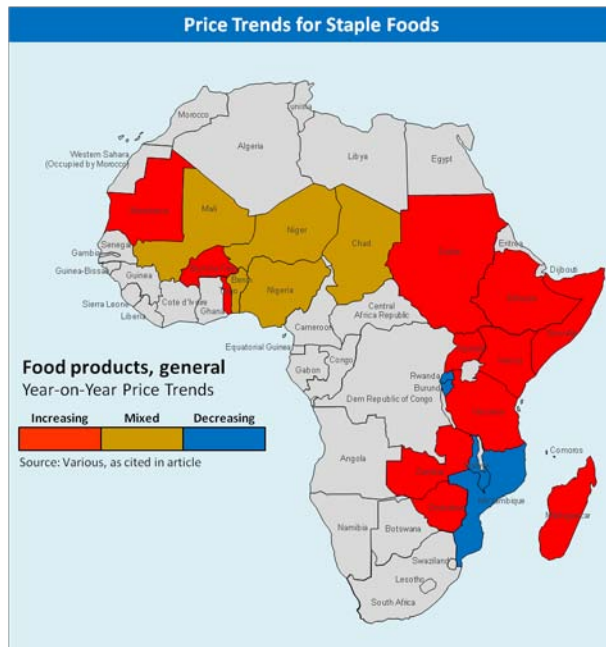 Price Trends for Staple Foods
Tunisia
Morocco
Algeria
Libya
Egypt
Western Sahara
(Occupied by Morocco)
Mali
Niger
Chad
Eritrea
Senegal
Gambia
Djibouti
Guinea-Bissau
Guinea
Benin
Nigeria
Sierra Leone
Cote d'Ivoire
Liberia
Ghana
Central
Africa Republic
Cameroon
Equatorial Guinea
Congo
Gabon
Rwanda
Burundi
Dem Republic of Congo
Food products, general
Year-on-Year Price Trends
Increasing
Mixed
Decreasing
Source: Various, as cited in article
Angola
Zambia
Comoros
Mozambique
Madagascar
Namibia
Botswana
Swaziland
Lesotho
South Africa